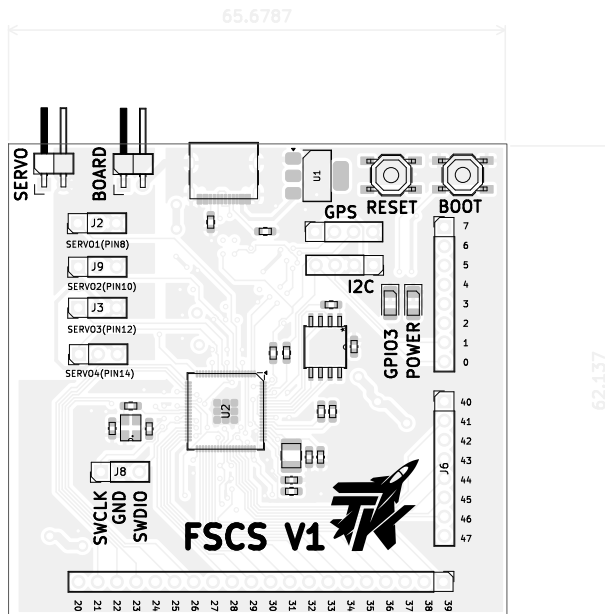 65.6787
SERVO
BOARD
U1
GPS
RESET
BOOT
J2
SERVO1(PIN8)
J9
SERVO2(PIN10)
J3
SERVO3(PIN12)
SERVO4(PIN14)
I2C
GPIO3
POWER
7
6
5
4
3
2
1
0
62.137
U2
J8
SWCLK
GND
SWDIO
40
41
42
43
44
45
46
47
J6
FSCS V1
20 21 22 23 24 25 26 27 28 29 30 31 32 33 34 35 36 37 38 39